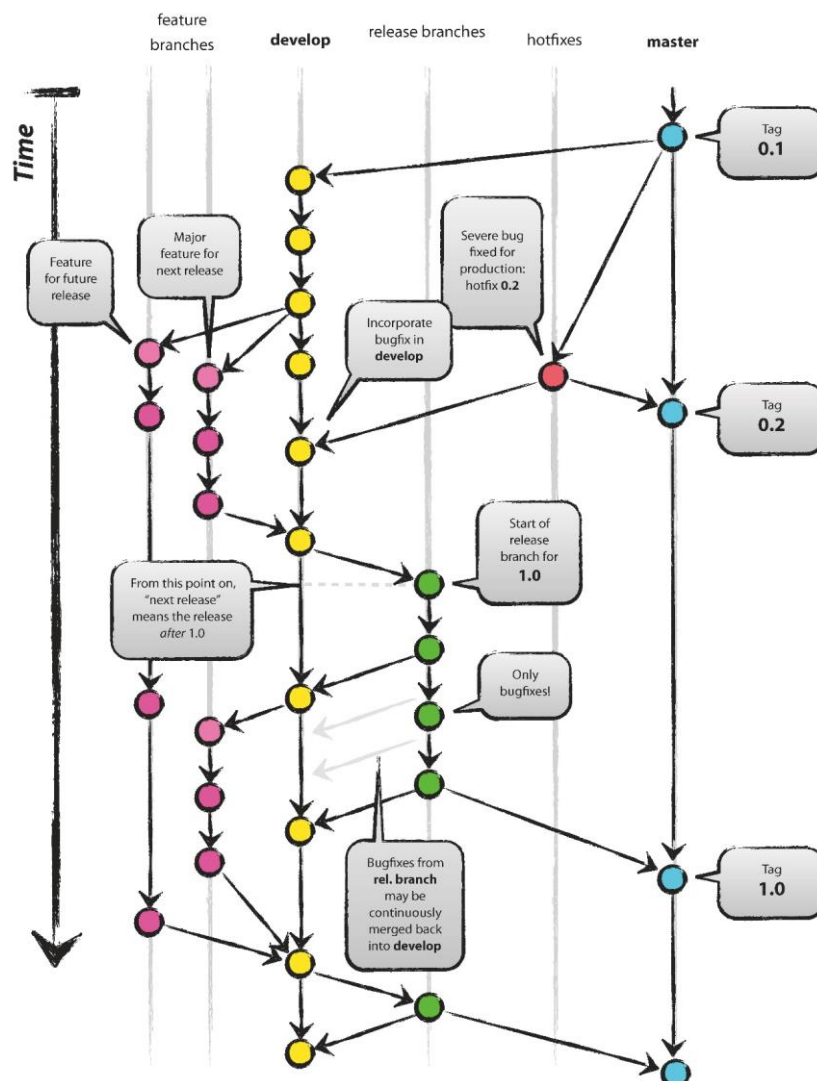 feature
branches
develop
release branches
hotfixes
master
Time
Tag
0.1
Feature
for future
release
Major
feature for
next release
Severe bug
fixed for
production:
hotfix 0.2
Incorporate
bugfix in
develop
Tag
0.2
Start of
release
branch for
1.0
From this point on,
“next release”
means the release
after 1.0
Only
bugfixes!
Bugfixes from
rel. branch
may be
continuously
merged back
into develop
Tag
1.0